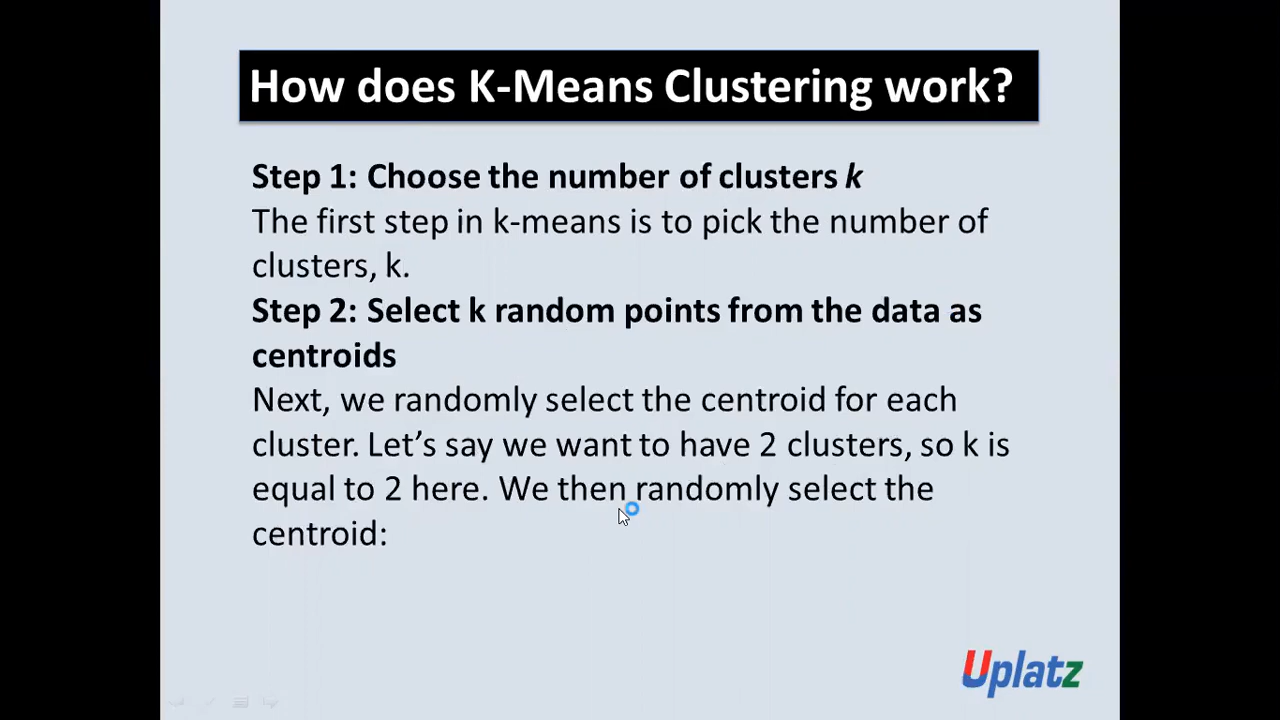 How does K-Means Clustering work?
Step 1: Choose the number of clusters k
The first step in k-means is to pick the number of
clusters, k.
Step 2: Select k random points from the data as
centroids
Next, we randomly select the centroid for each
cluster. Let’s say we want to have 2 clusters, so k is
equal to 2 here. We then randomly select the
centroid:
Uplatz